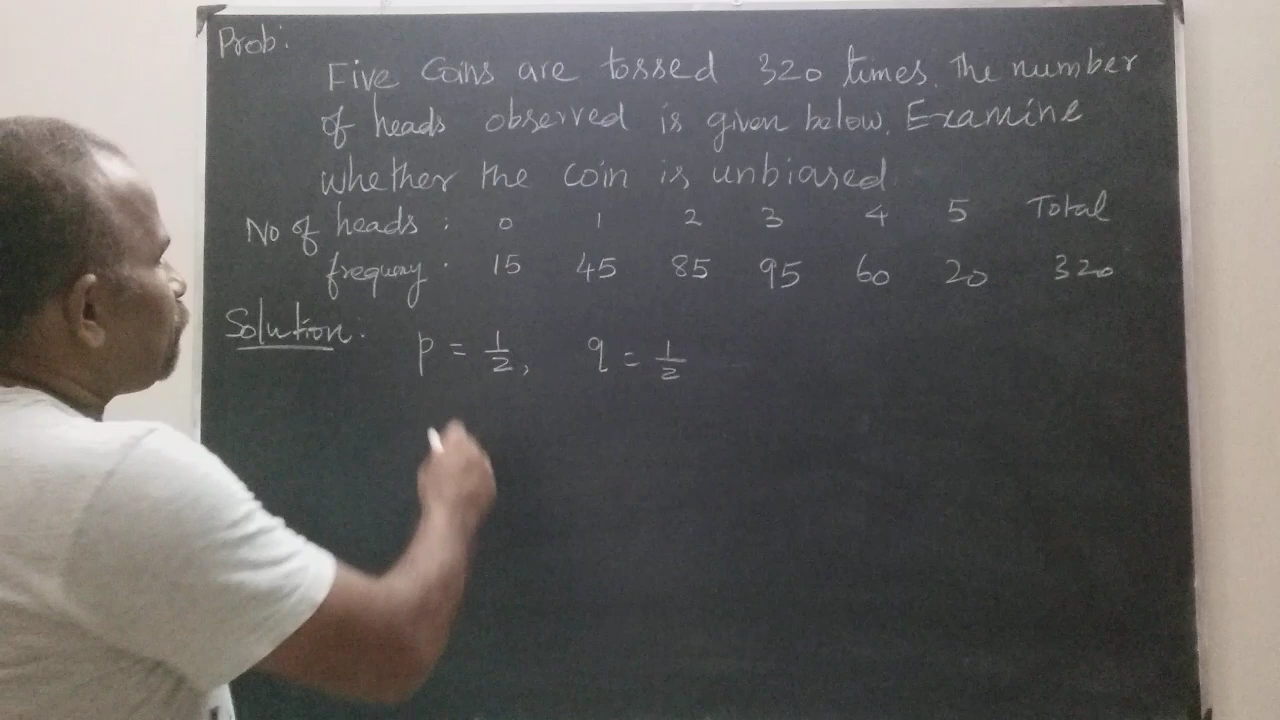 Prob:
Five Coins are tossed 320 times. The number
of heads observed is given below. Examine
whether the coin is unbiased.
No of heads : 0 1 2 3 4 5 Total
frequency : 15 45 85 95 60 20 320
Solution:
p = 1/2, q = 1/2